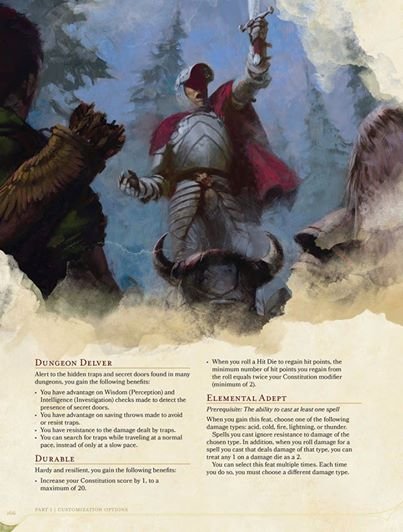 DUNGEON DELVER
Alert to the hidden traps and secret doors found in many
dungeons, you gain the following benefits:
• You have advantage on Wisdom (Perception) and
Intelligence (Investigation) checks made to detect the
presence of secret doors.
• You have advantage on saving throws made to avoid
or resist traps.
• You have resistance to the damage dealt by traps.
• You can search for traps while traveling at a normal
pace, instead of only at a slow pace.
DURABLE
Hardy and resilient, you gain the following benefits:
• Increase your Constitution score by 1, to a
maximum of 20.
• When you roll a Hit Die to regain hit points, the
minimum number of hit points you regain from
the roll equals twice your Constitution modifier
(minimum of 2).
ELEMENTAL ADEPT
Prerequisite: The ability to cast at least one spell
When you gain this feat, choose one of the following
damage types: acid, cold, fire, lightning, or thunder.
Spells you cast ignore resistance to damage of the
chosen type. In addition, when you roll damage for a
spell you cast that deals damage of that type, you can
treat any 1 on a damage die as a 2.
You can select this feat multiple times. Each time
you do so, you must choose a different damage type.
166
PART 1 | CUSTOMIZATION OPTIONS